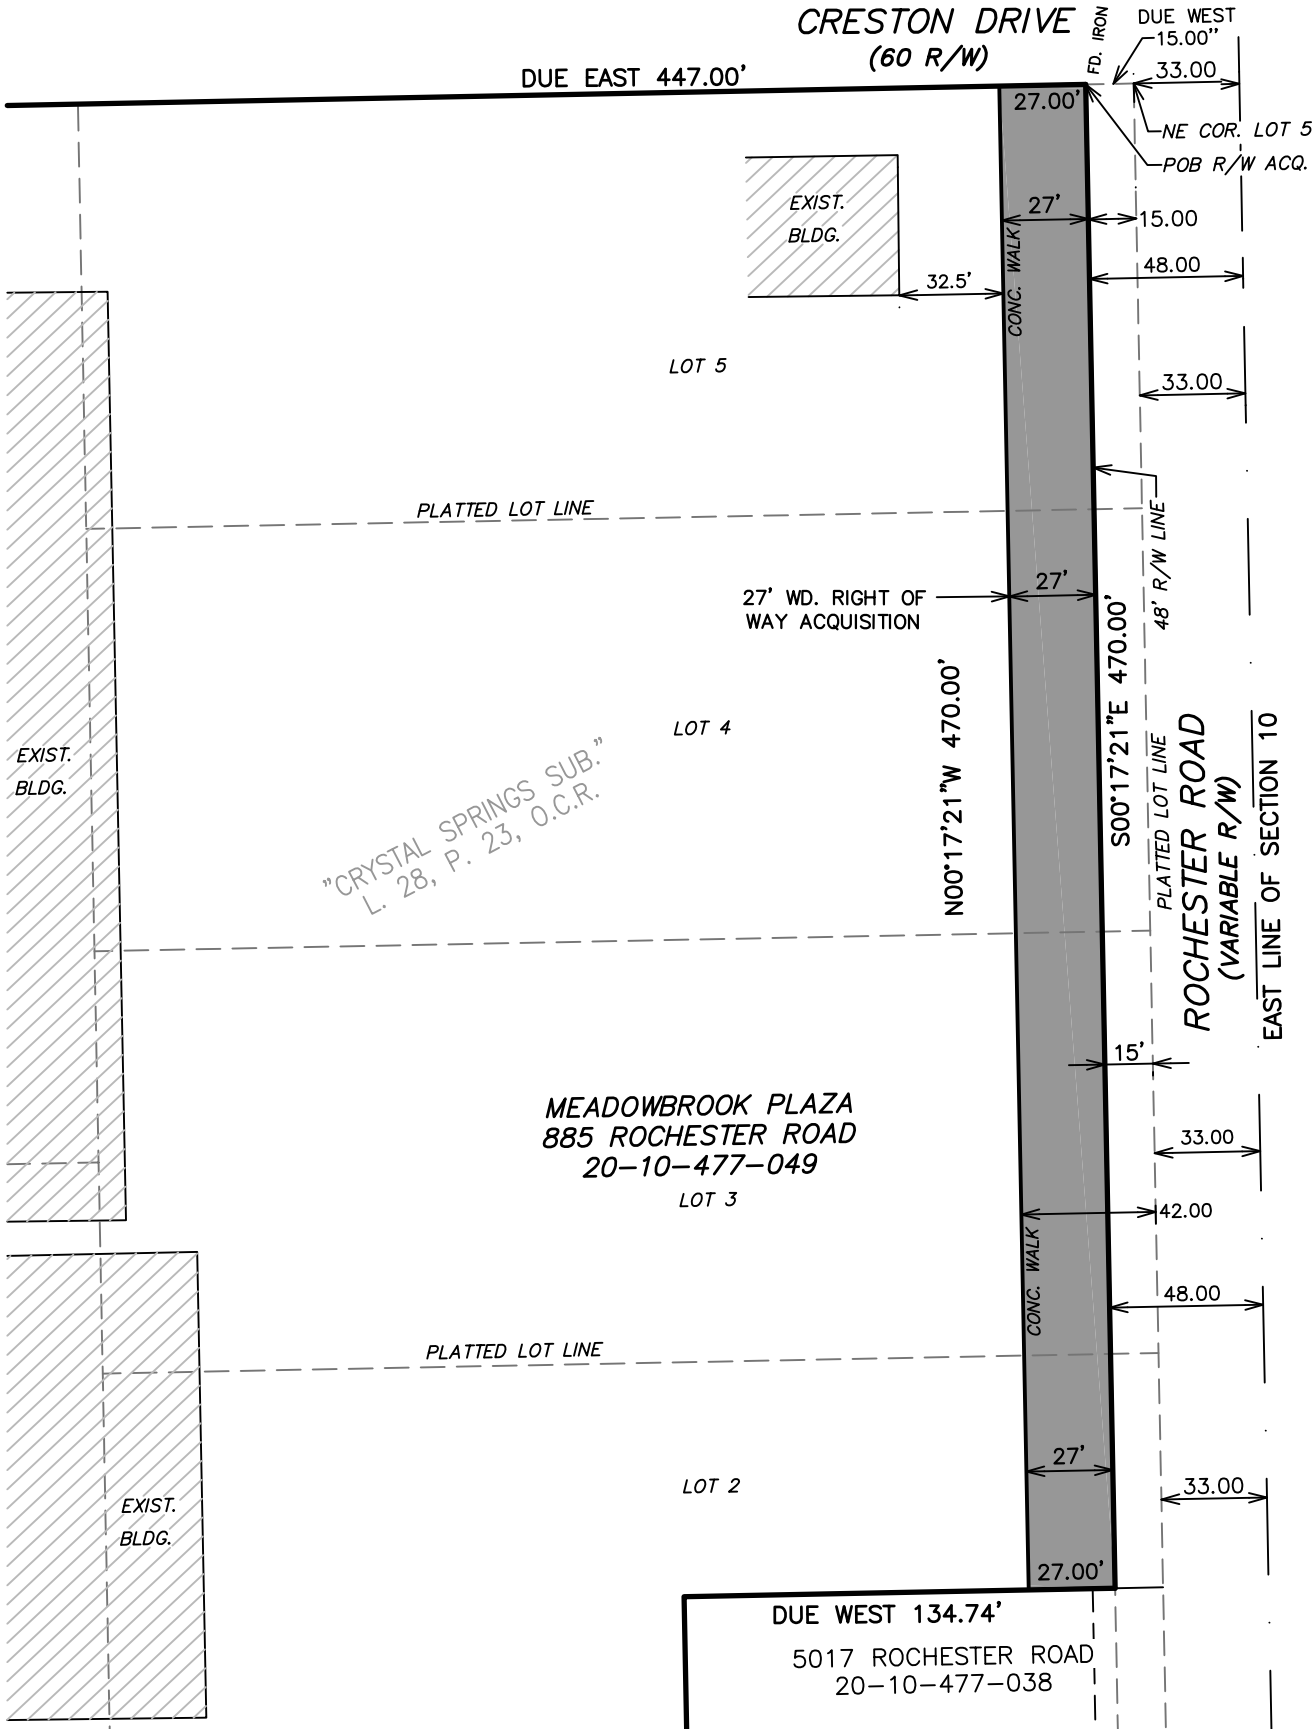 CRESTON DRIVE
(60 R/W)
FD. IRON
DUE WEST
15.00"
33.00
DUE EAST 447.00'
27.00'
NE COR. LOT 5
POB R/W ACQ.
EXIST.
BLDG.
27'
15.00
CONC. WALK
48.00
32.5'
LOT 5
33.00
PLATTED LOT LINE
48' R/W LINE
27'
27' WD. RIGHT OF
WAY ACQUISITION
N00°17'21"W 470.00'
S00°17'21"E 470.00'
LOT 4
PLATTED LOT LINE
ROCHESTER ROAD
(VARIABLE R/W)
EAST LINE OF SECTION 10
EXIST.
BLDG.
"CRYSTAL SPRINGS SUB."
L. 28, P. 23, O.C.R.
15'
MEADOWBROOK PLAZA
885 ROCHESTER ROAD
20-10-477-049
33.00
LOT 3
42.00
CONC. WALK
48.00
PLATTED LOT LINE
27'
LOT 2
33.00
EXIST.
BLDG.
27.00'
DUE WEST 134.74'
5017 ROCHESTER ROAD
20-10-477-038